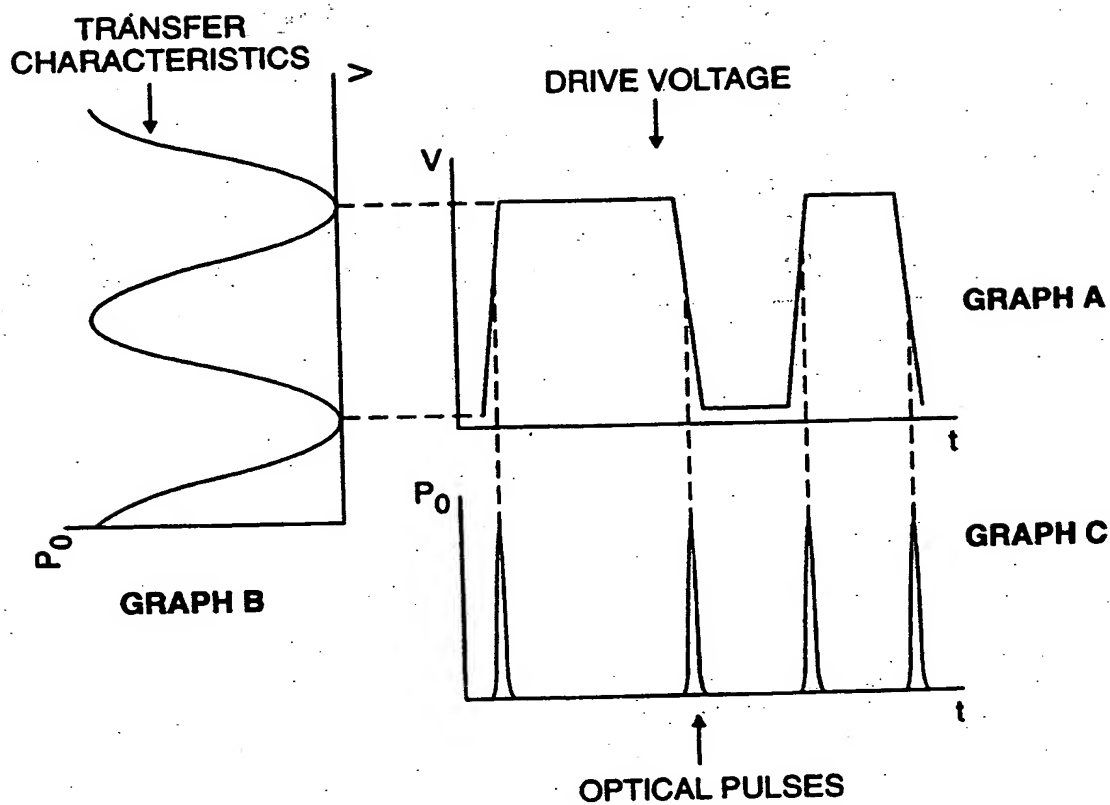 TRANSFER
CHARACTERISTICS
V
DRIVE VOLTAGE
V
GRAPH A
t
P0
GRAPH B
P0
GRAPH C
t
OPTICAL PULSES